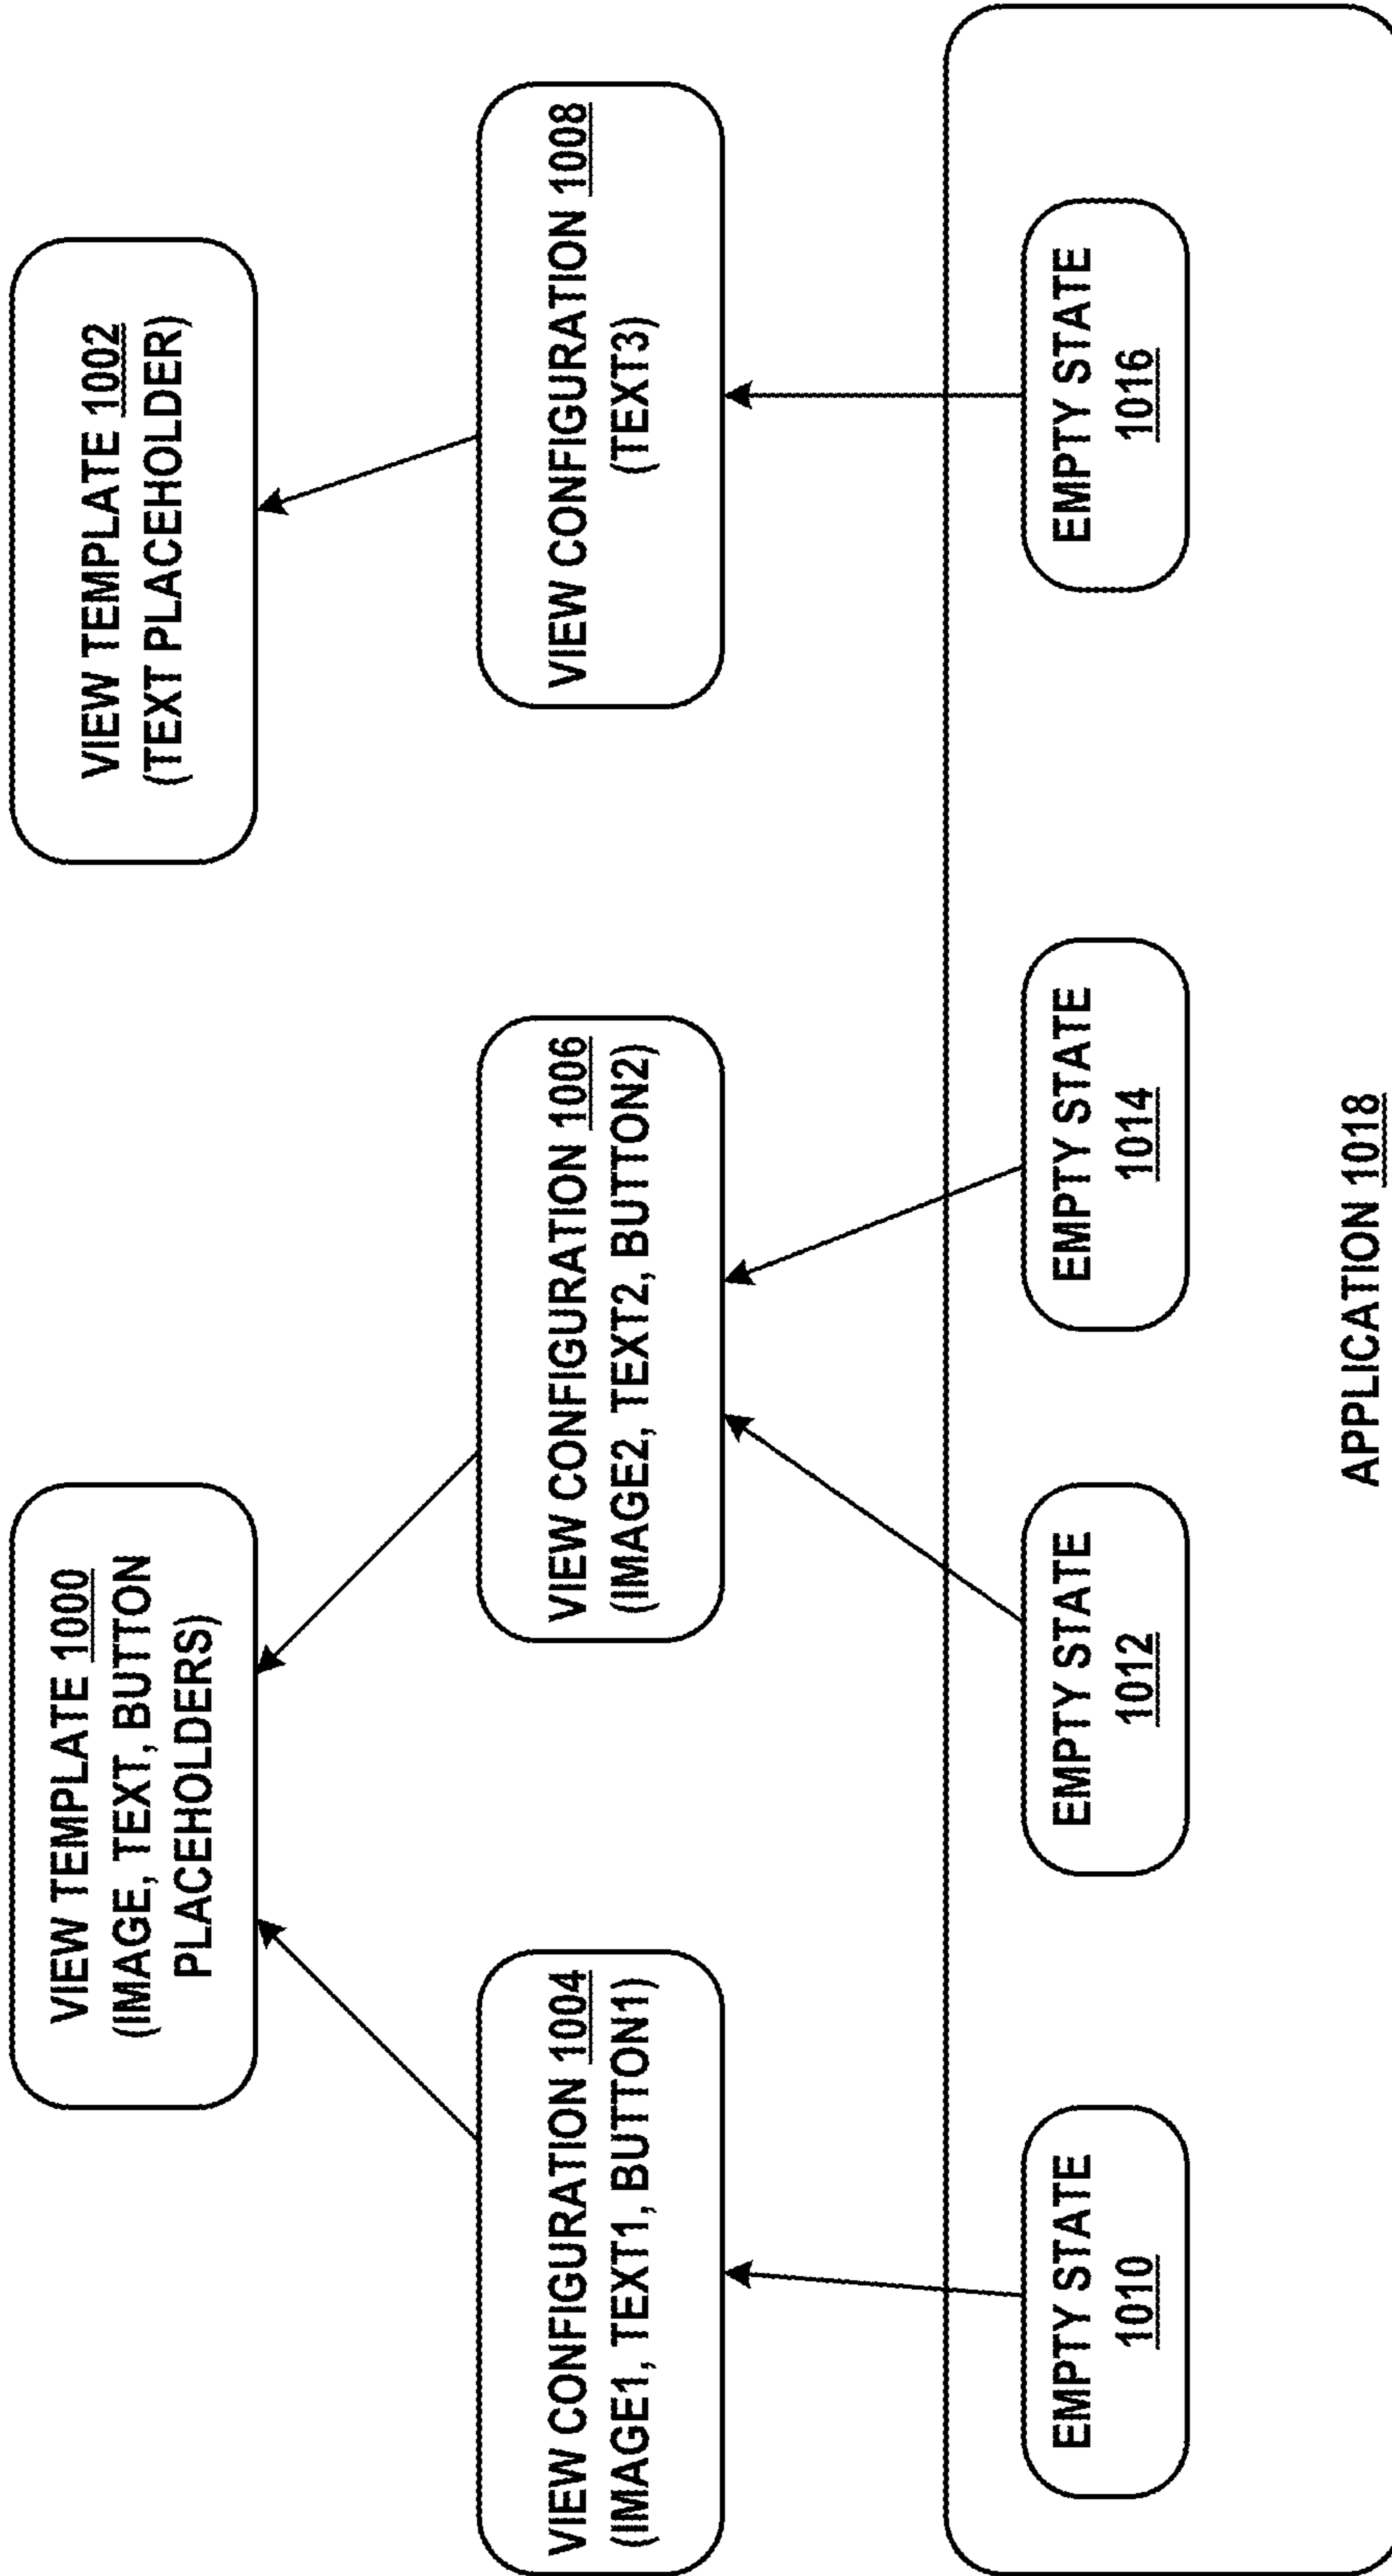 VIEW TEMPLATE 1000
(IMAGE, TEXT, BUTTON
PLACEHOLDERS)
VIEW TEMPLATE 1002
(TEXT PLACEHOLDER)
VIEW CONFIGURATION 1004
(IMAGE1, TEXT1, BUTTON1)
VIEW CONFIGURATION 1006
(IMAGE2, TEXT2, BUTTON2)
VIEW CONFIGURATION 1008
(TEXT3)
EMPTY STATE
1010
EMPTY STATE
1012
EMPTY STATE
1014
EMPTY STATE
1016
APPLICATION 1018